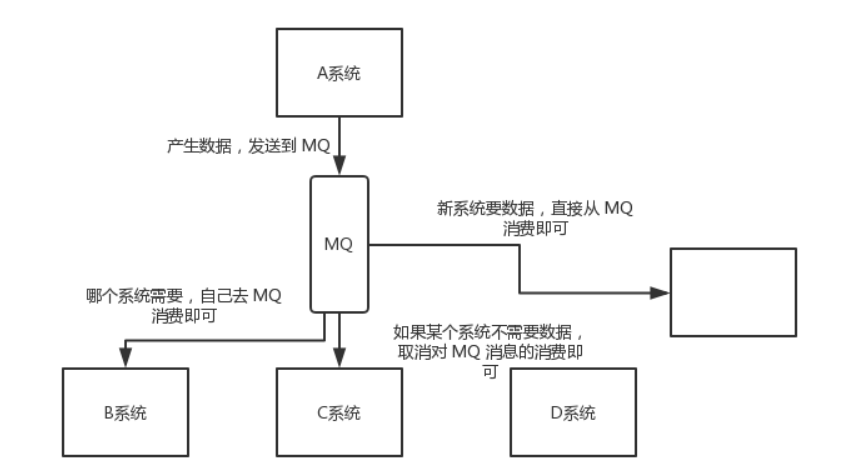 A系统
产生数据，发送到 MQ
MQ
新系统要数据，直接从 MQ
消费即可
哪个系统需要，自己去 MQ
消费即可
如果某个系统不需要数据，
取消对 MQ 消息的消费即
可
B系统
C系统
D系统